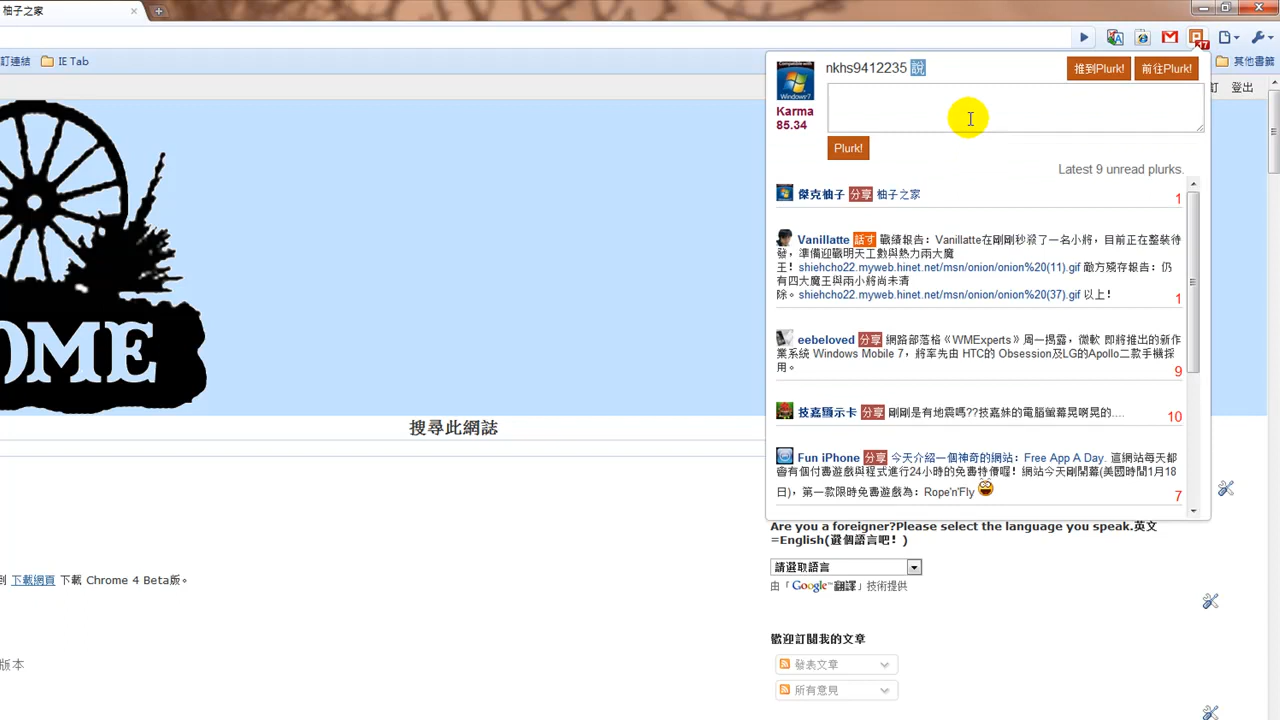 柚子之家
訂連結 IE Tab
其他書籤
訂 登出
Compatible with
Windows7
nkhs9412235 說
推到Plurk! 前往Plurk!
Karma
85.34
Plurk!
Latest 9 unread plurks.
傑克柚子 分享 柚子之家
1
Vanillatte 話す 戰績報告：Vanillatte在剛剛秒殺了一名小將，目前正在整裝待
發，準備迎戰明天工數與熱力兩大魔
王！shiehcho22.myweb.hinet.net/msn/onion/onion%20(11).gif 敵方殘存報告：仍
有四大魔王與兩小將尚未清
除。shiehcho22.myweb.hinet.net/msn/onion/onion%20(37).gif 以上！
1
eebeloved 分享 網路部落格《WMExperts》周一揭露，微軟 即將推出的新作
業系統 Windows Mobile 7，將率先由 HTC的 Obsession及LG的Apollo二款手機採
用。
9
技嘉顯示卡 分享 剛剛是有地震嗎??技嘉妹的電腦螢幕晃啊晃的....
10
Fun iPhone 分享 今天介紹一個神奇的網站：Free App A Day. 這網站每天都
會有個付費遊戲與程式進行24小時的免費特價喔！網站今天剛開幕(美國時間1月18
日)，第一款限時免費遊戲為：Rope'n'Fly
7
OME
搜尋此網誌
Are you a foreigner?Please select the language you speak.英文
=English(選個語言吧！)
請選取語言
由「Google™翻譯」技術提供
到 下載網頁 下載 Chrome 4 Beta版。
歡迎訂閱我的文章
版本
發表文章
所有意見